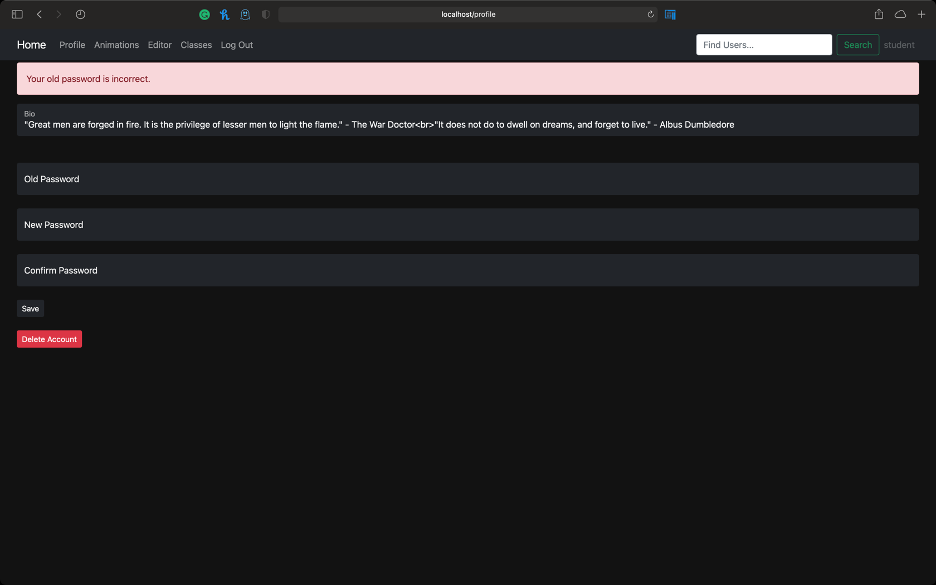 localhost/profile
Home Profile Animations Editor Classes Log Out Find Users... Search student
Your old password is incorrect.
Bio
"Great men are forged in fire. It is the privilege of lesser men to light the flame." - The War Doctor<br>"It does not do to dwell on dreams, and forget to live." - Albus Dumbledore
Old Password
New Password
Confirm Password
Save
Delete Account